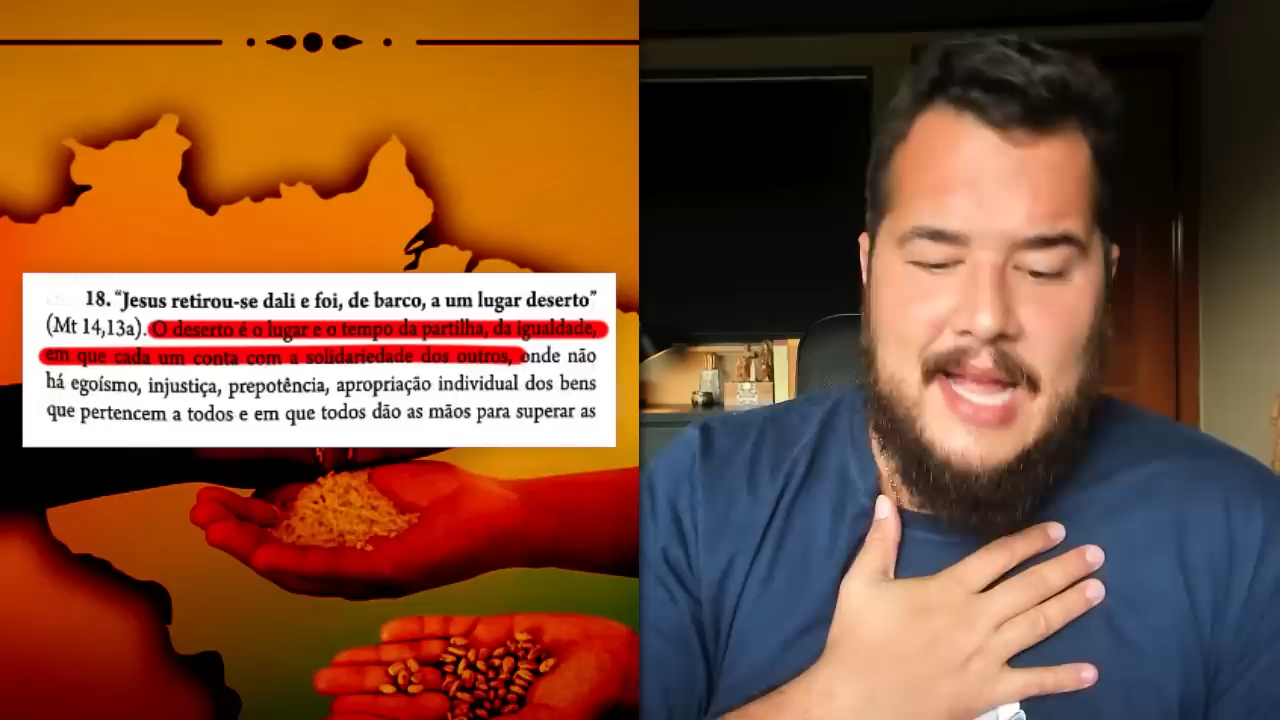 18. “Jesus retirou-se dali e foi, de barco, a um lugar deserto”
(Mt 14,13a). O deserto é o lugar e o tempo da partilha, da igualdade,
em que cada um conta com a solidariedade dos outros, onde não
há egoísmo, injustiça, prepotência, apropriação individual dos bens
que pertencem a todos e em que todos dão as mãos para superar as